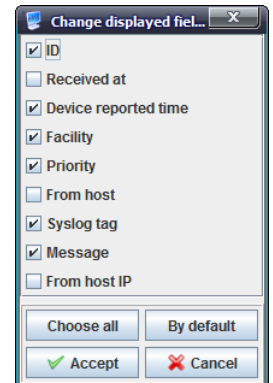 Change displayed fiel...
ID
Received at
Device reported time
Facility
Priority
From host
Syslog tag
Message
From host IP
Choose all By default
Accept Cancel